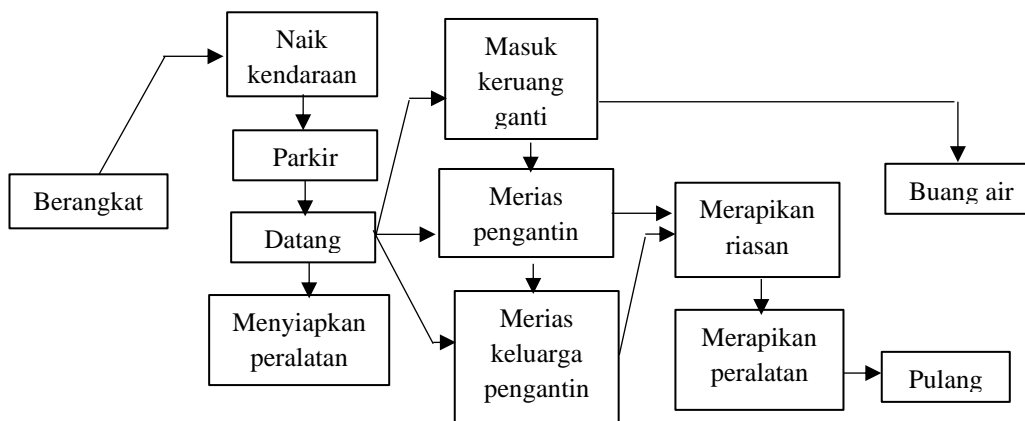 Berangkat
Naik
kendaraan
Parkir
Datang
Menyiapkan
peralatan
Masuk
keruang
ganti
Merias
pengantin
Merias
keluarga
pengantin
Buang air
Merapikan
riasan
Merapikan
peralatan
Pulang